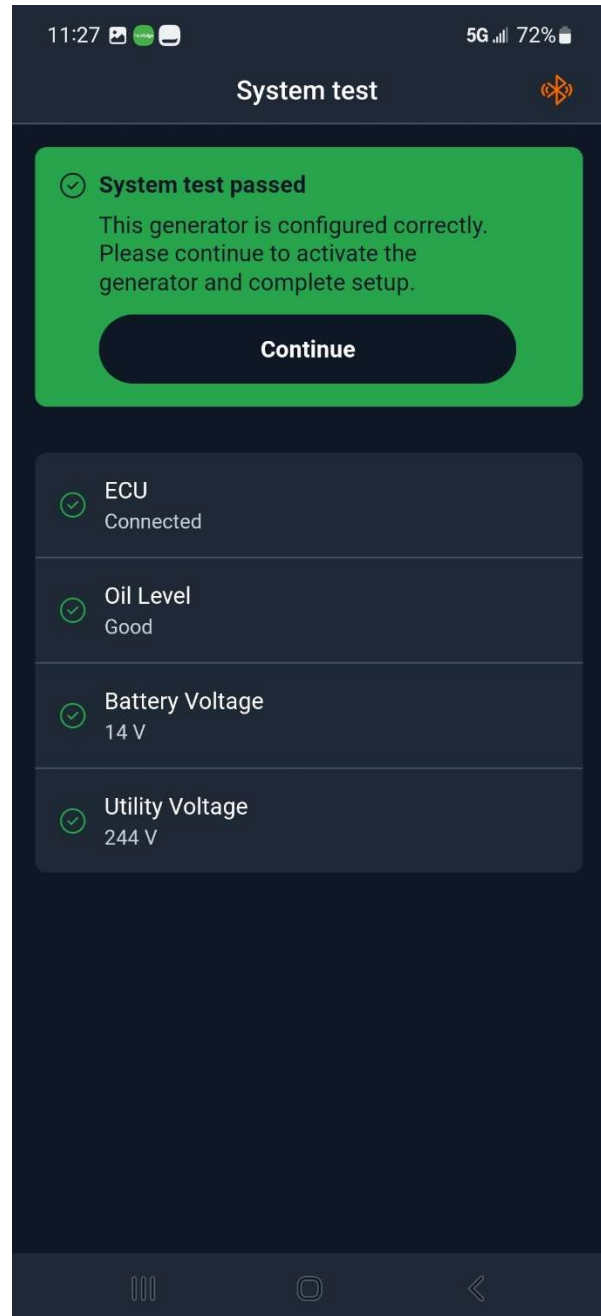 11:27
5G 72%
System test
System test passed
This generator is configured correctly.
Please continue to activate the
generator and complete setup.
Continue
ECU
Connected
Oil Level
Good
Battery Voltage
14 V
Utility Voltage
244 V